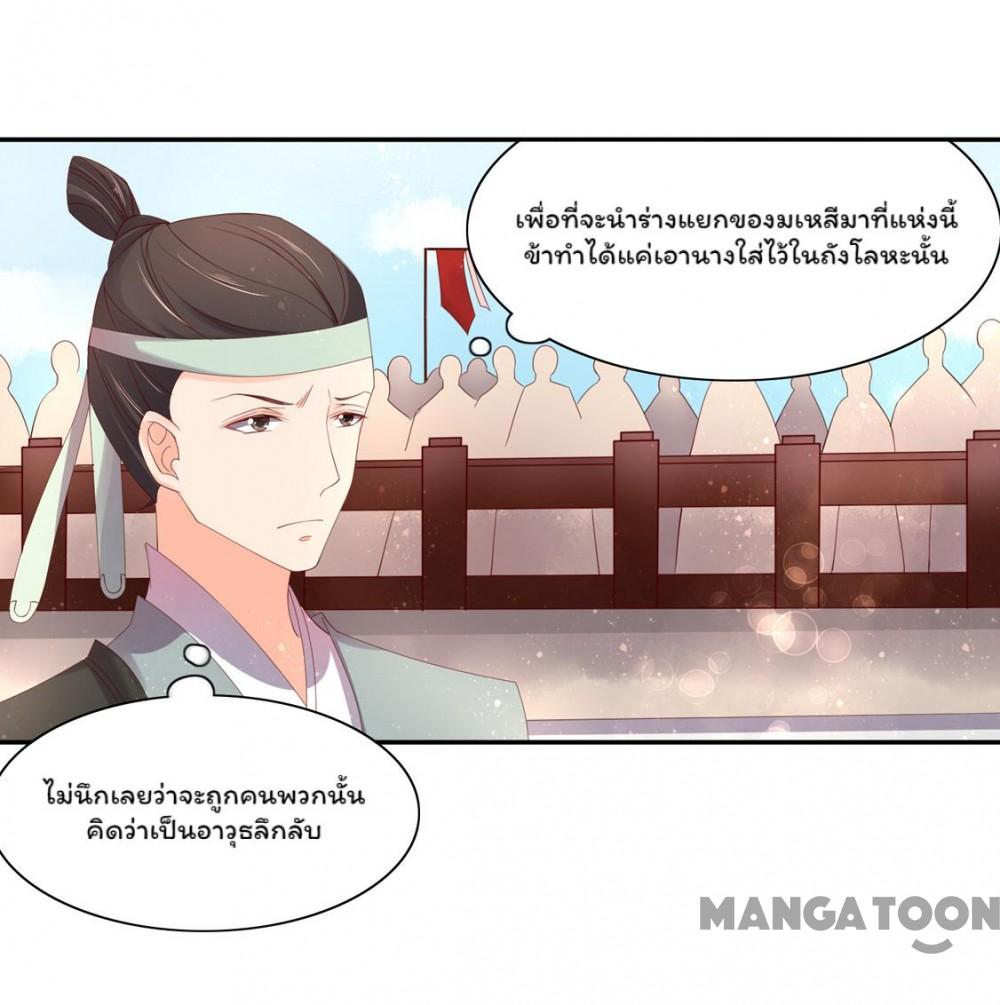 เพื่อที่จะนำร่างแยกของมเหสีมาที่แห่งนี้
ข้าทำได้แค่เอานางใส่ไว้ในถังโลหะนั้น
ไม่นึกเลยว่าจะถูกคนพวกนั้น
คิดว่าเป็นอาวุธลึกลับ
MANGATOON